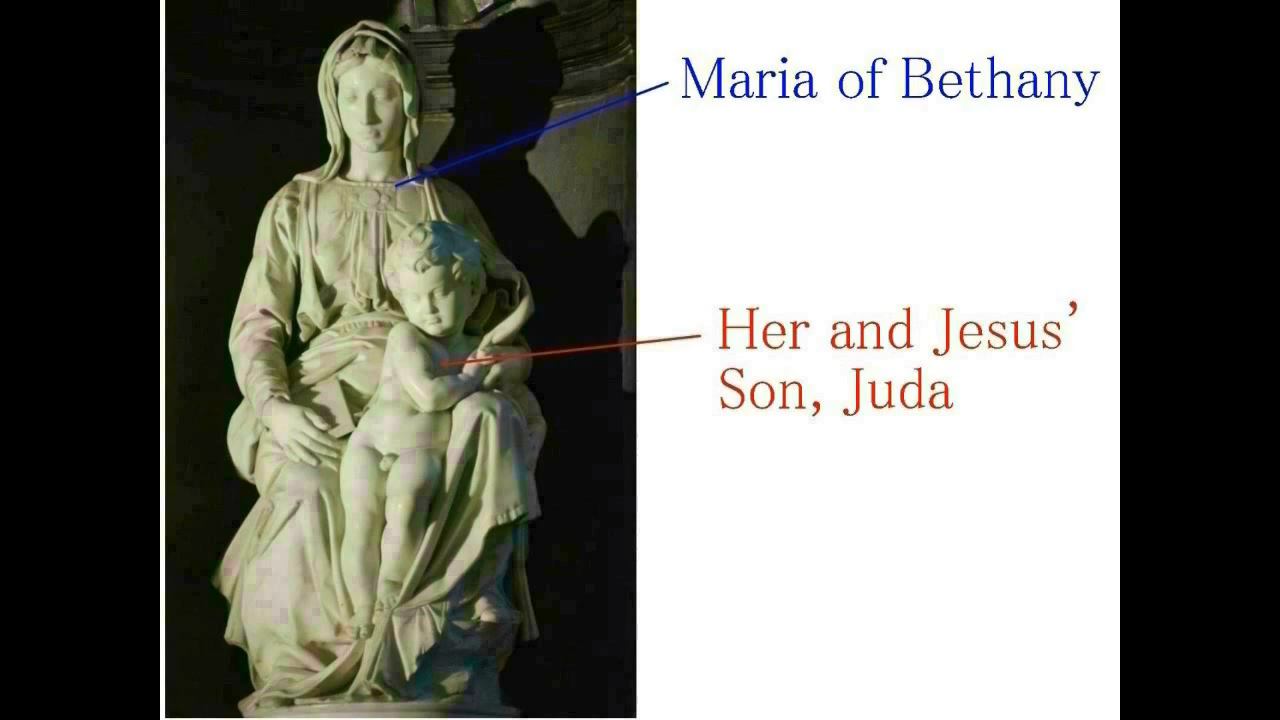 Maria of Bethany
Her and Jesus’
Son, Juda